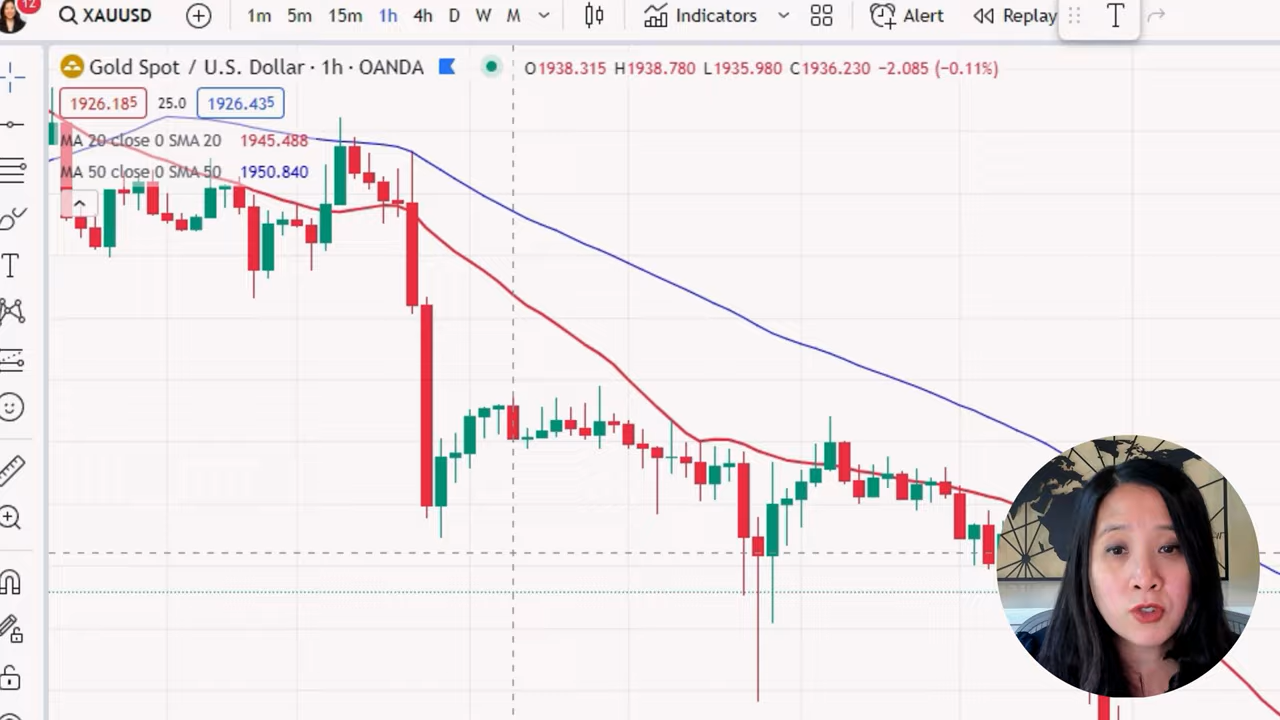 12
XAUUSD 1m 5m 15m 1h 4h D W M Indicators Alert Replay T
Gold Spot / U.S. Dollar · 1h · OANDA O1938.315 H1938.780 L1935.980 C1936.230 −2.085 (−0.11%)
1926.185 25.0 1926.435
MA 20 close 0 SMA 20 1945.488
MA 50 close 0 SMA 50 1950.840
T